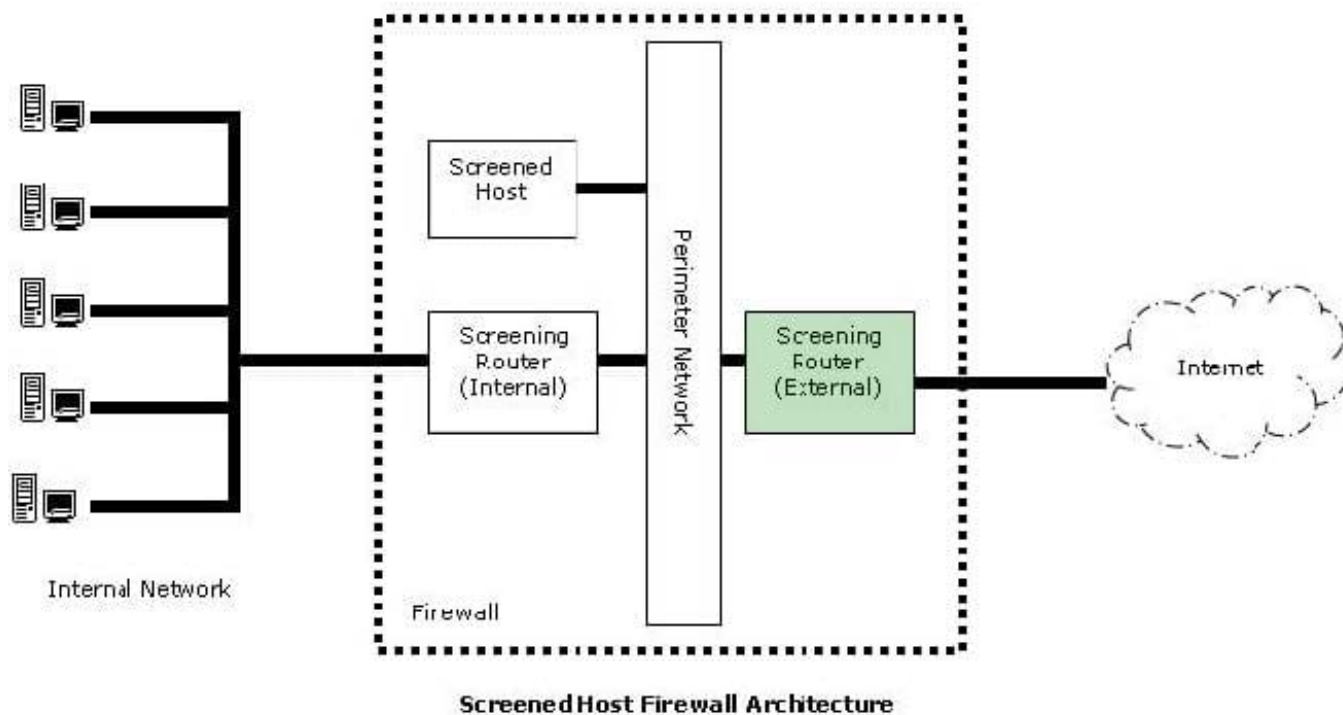 Screened
Host
Perimeter Network
Screening
Router
(Internal)
Screening
Router
(External)
Internet
Internal Network
Firewall
Screened Host Firewall Architecture